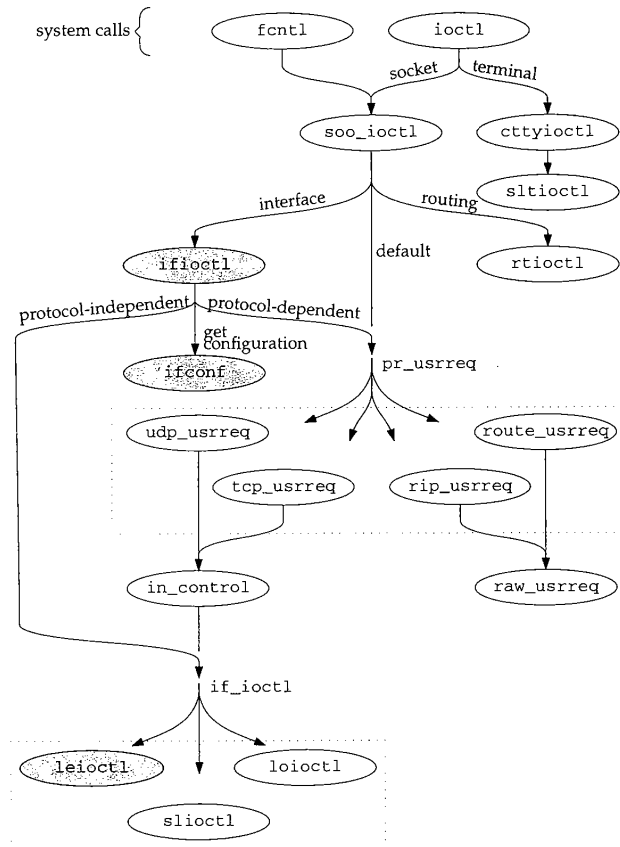 system calls
fcntl
ioctl
socket
terminal
soo_ioctl
cttyioctl
interface
routing
sltioctl
ifioctl
default
rtioctl
protocol-independent
protocol-dependent
get
configuration
ifconf
pr_usrreq
udp_usrreq
route_usrreq
tcp_usrreq
rip_usrreq
in_control
raw_usrreq
if_ioctl
leioctl
loioctl
slioctl